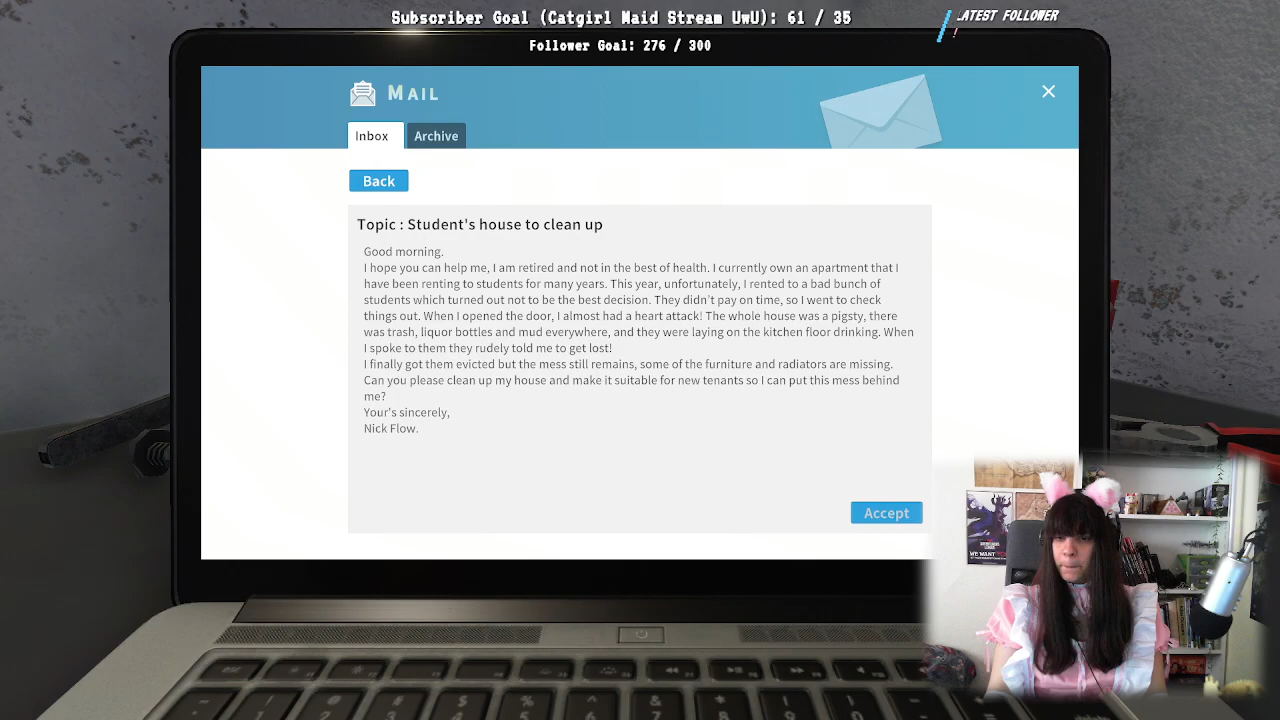 Subscriber Goal (Catgirl Maid Stream UwU): 61 / 35
LATEST FOLLOWER
Follower Goal: 276 / 300
MAIL
Inbox
Archive
Back
Topic : Student's house to clean up
Good morning.
I hope you can help me, I am retired and not in the best of health. I currently own an apartment that I
have been renting to students for many years. This year, unfortunately, I rented to a bad bunch of
students which turned out not to be the best decision. They didn't pay on time, so I went to check
things out. When I opened the door, I almost had a heart attack! The whole house was a pigsty, there
was trash, liquor bottles and mud everywhere, and they were laying on the kitchen floor drinking. When
I spoke to them they rudely told me to get lost!
I finally got them evicted but the mess still remains, some of the furniture and radiators are missing.
Can you please clean up my house and make it suitable for new tenants so I can put this mess behind
me?
Your's sincerely,
Nick Flow.
Accept
WE WANT